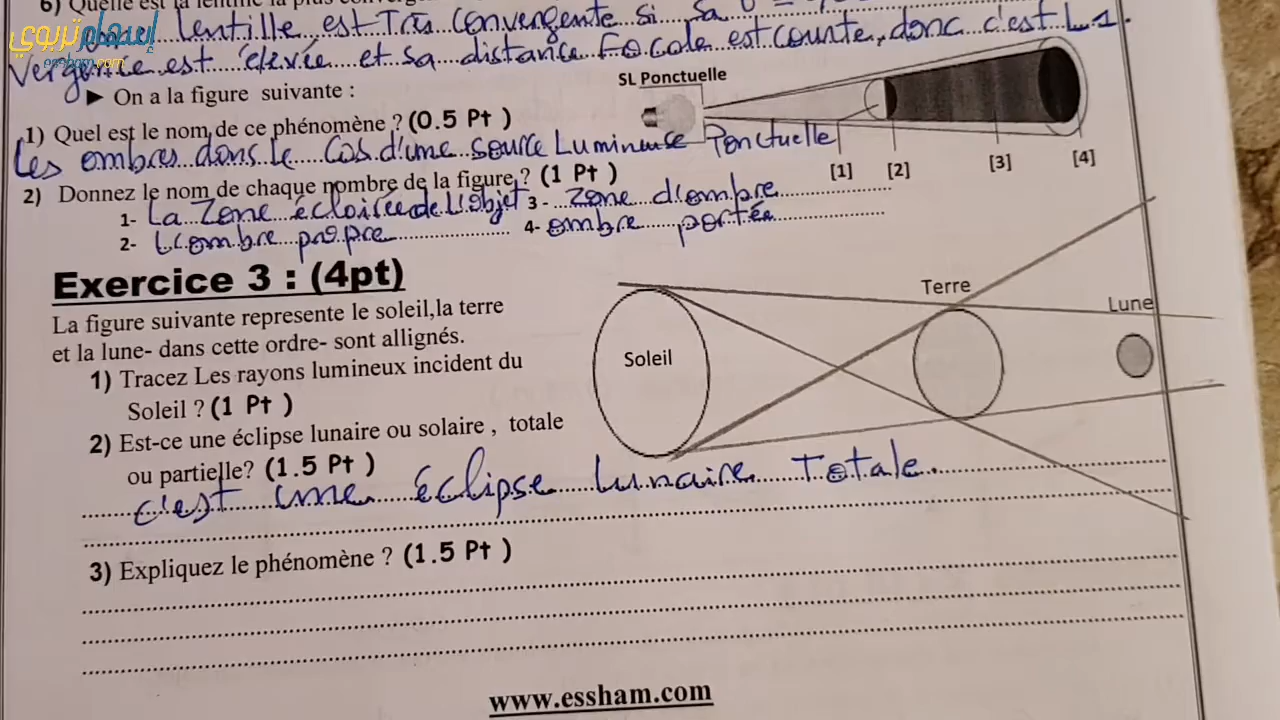 6) Quelle est la lentille la plus converg
lentille est Très convergente si sa
vergence est élevée et sa distance Focale est courte, donc c'est L1.
إسهام تربوي
essham.com
► On a la figure suivante :
SL Ponctuelle
1) Quel est le nom de ce phénomène ? (0.5 Pt )
Les ombres dans le cas d'une source Lumineuse Ponctuelle
[1] [2] [3] [4]
2) Donnez le nom de chaque nombre de la figure ? (1 Pt )
1- La Zone éclairée de L'objet 3 - Zone d'ombre
2- L'ombre propre 4- ombre portée
Exercice 3 : (4pt)
La figure suivante represente le soleil,la terre
et la lune- dans cette ordre- sont allignés.
1) Tracez Les rayons lumineux incident du
Soleil ? (1 Pt )
2) Est-ce une éclipse lunaire ou solaire , totale
ou partielle? (1.5 Pt )
Soleil
Terre
Lune
c'est une éclipse lunaire Totale.
3) Expliquez le phénomène ? (1.5 Pt )
www.essham.com